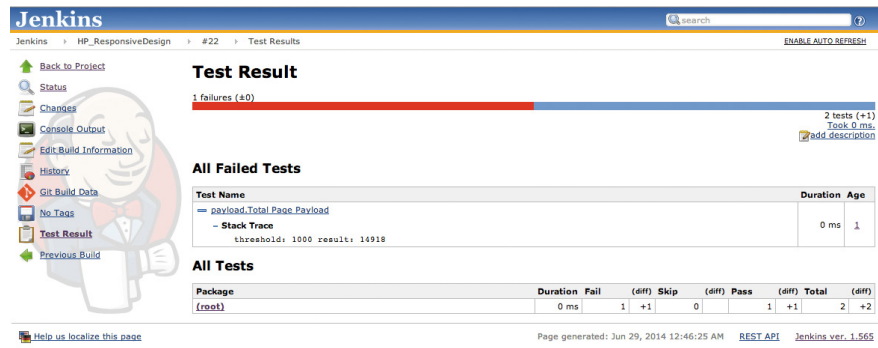 Jenkins
search
Jenkins HP_ResponsiveDesign #22 Test Results
ENABLE AUTO REFRESH
Back to Project
Status
Changes
Console Output
Edit Build Information
History
Git Build Data
No Tags
Test Result
Previous Build
Test Result
1 failures (±0)
2 tests (+1)
Took 0 ms.
add description
All Failed Tests
Test Name Duration Age
payload.Total Page Payload 0 ms 1
– Stack Trace
threshold: 1000 result: 14918
All Tests
Package Duration Fail (diff) Skip (diff) Pass (diff) Total (diff)
(root) 0 ms 1 +1 0 1 +1 2 +2
Help us localize this page
Page generated: Jun 29, 2014 12:46:25 AM REST API Jenkins ver. 1.565